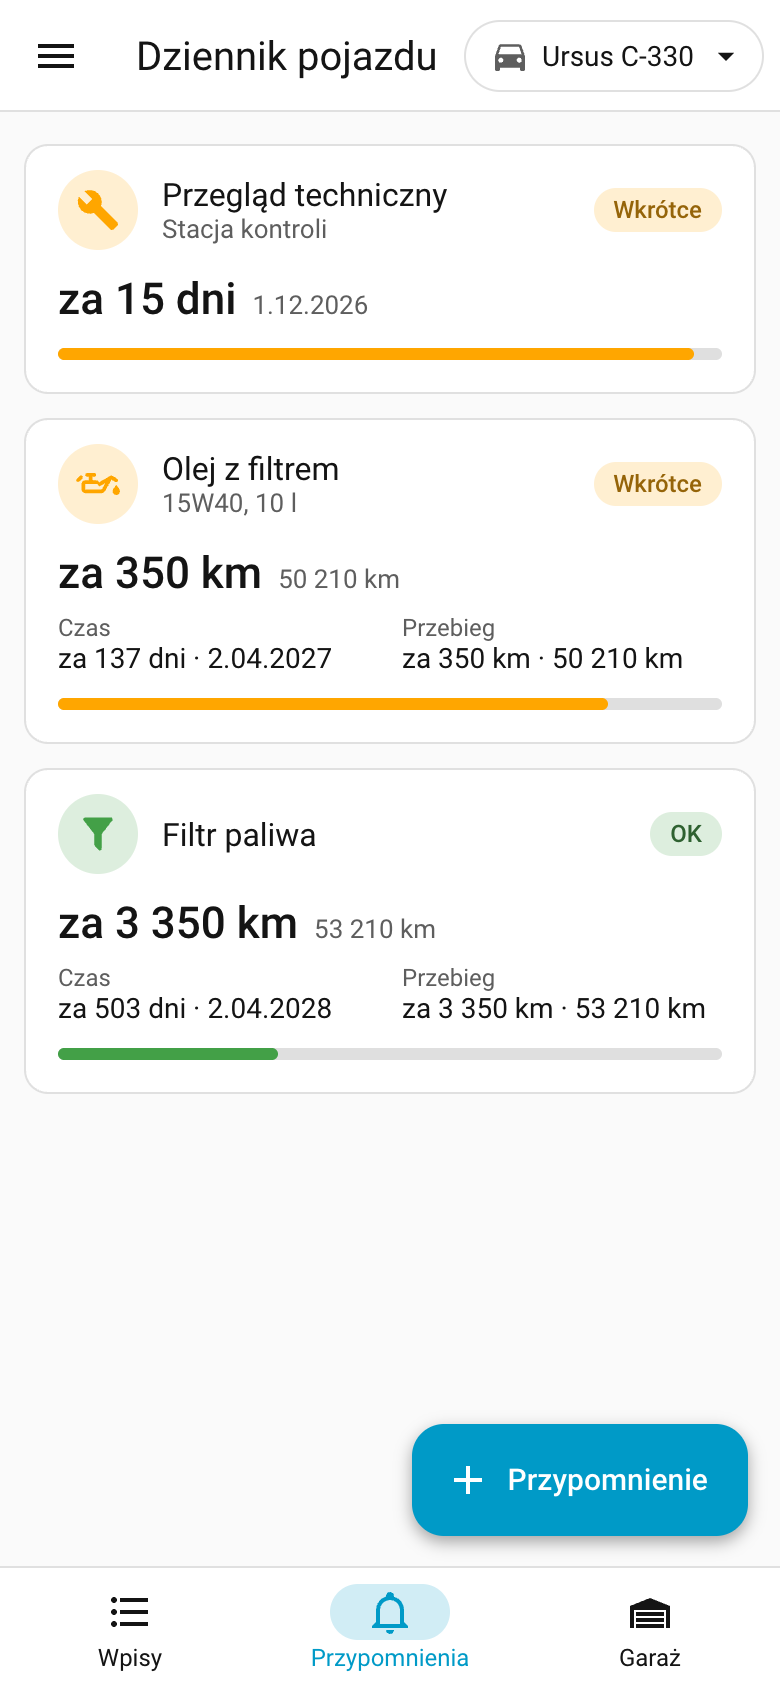 Dziennik pojazdu
Ursus C-330
Przegląd techniczny
Stacja kontroli
Wkrótce
za 15 dni 1.12.2026
Olej z filtrem
15W40, 10 l
Wkrótce
za 350 km 50 210 km
Czas Przebieg
za 137 dni · 2.04.2027 za 350 km · 50 210 km
Filtr paliwa
OK
za 3 350 km 53 210 km
Czas Przebieg
za 503 dni · 2.04.2028 za 3 350 km · 53 210 km
Przypomnienie
Wpisy Przypomnienia Garaż